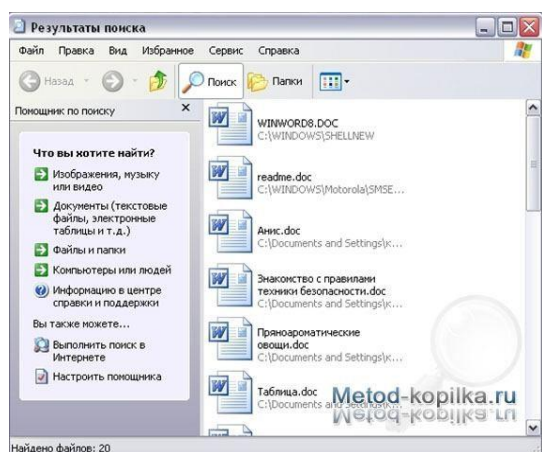 Результаты поиска
Файл Правка Вид Избранное Сервис Справка
Назад Поиск Папки
Помощник по поиску
Что вы хотите найти?
Изображения, музыку
или видео
Документы (текстовые
файлы, электронные
таблицы и т.д.)
Файлы и папки
Компьютеры или людей
Информацию в центре
справки и поддержки
Вы также можете...
Выполнить поиск в
Интернете
Настроить помощника
WINWORD8.DOC
C:\WINDOWS\SHELLNEW
readme.doc
C:\WINDOWS\Motorola\SMSE...
Анис.doc
C:\Documents and Settings\к...
Знакомство с правилами
техники безопасности.doc
C:\Documents and Settings\к...
Пряноароматические
овощи.doc
C:\Documents and Settings\к...
Таблица.doc
C:\Documents and Settings\к...
Metod-kopilka.ru
Найдено файлов: 20